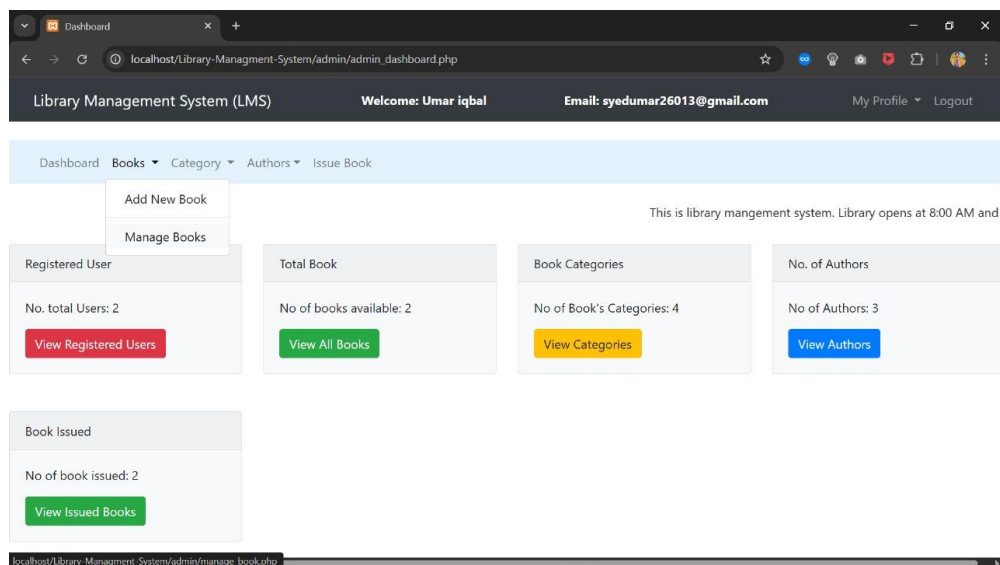 Dashboard
localhost/Library-Managment-System/admin/admin_dashboard.php
Library Management System (LMS) Welcome: Umar iqbal Email: syedumar26013@gmail.com My Profile Logout
Dashboard Books Category Authors Issue Book
Add New Book
Manage Books
This is library mangement system. Library opens at 8:00 AM and
Registered User Total Book Book Categories No. of Authors
No. total Users: 2 No of books available: 2 No of Book's Categories: 4 No of Authors: 3
View Registered Users View All Books View Categories View Authors
Book Issued
No of book issued: 2
View Issued Books
localhost/Library-Managment-System/admin/manage_book.php